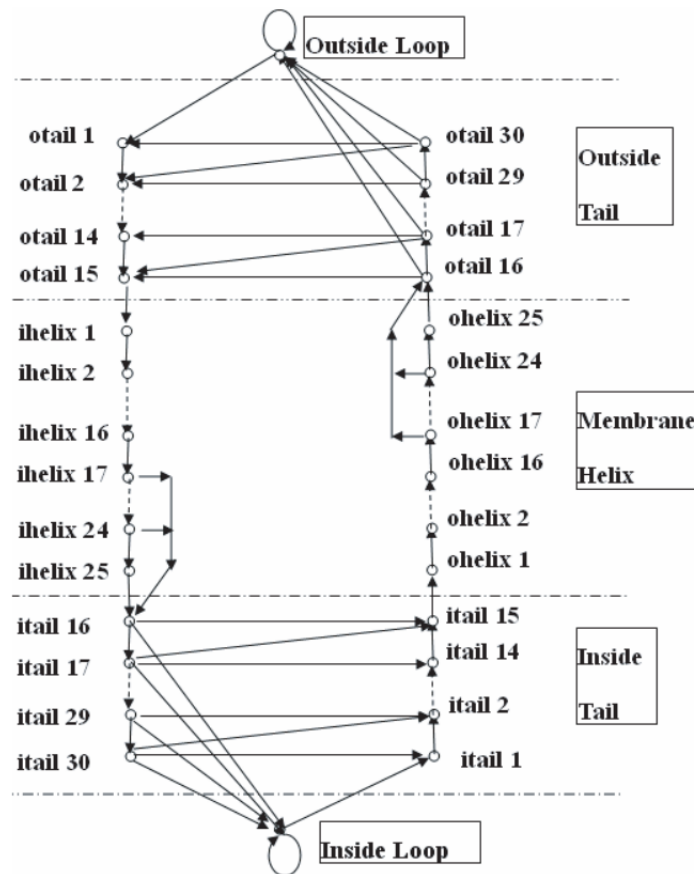 Outside Loop
otail 1
otail 30
Outside
otail 2
otail 29
Tail
otail 14
otail 17
otail 15
otail 16
ihelix 1
ohelix 25
ihelix 2
ohelix 24
ihelix 16
ohelix 17
Membrane
ihelix 17
ohelix 16
Helix
ihelix 24
ohelix 2
ihelix 25
ohelix 1
itail 16
itail 15
itail 17
itail 14
Inside
itail 29
itail 2
Tail
itail 30
itail 1
Inside Loop